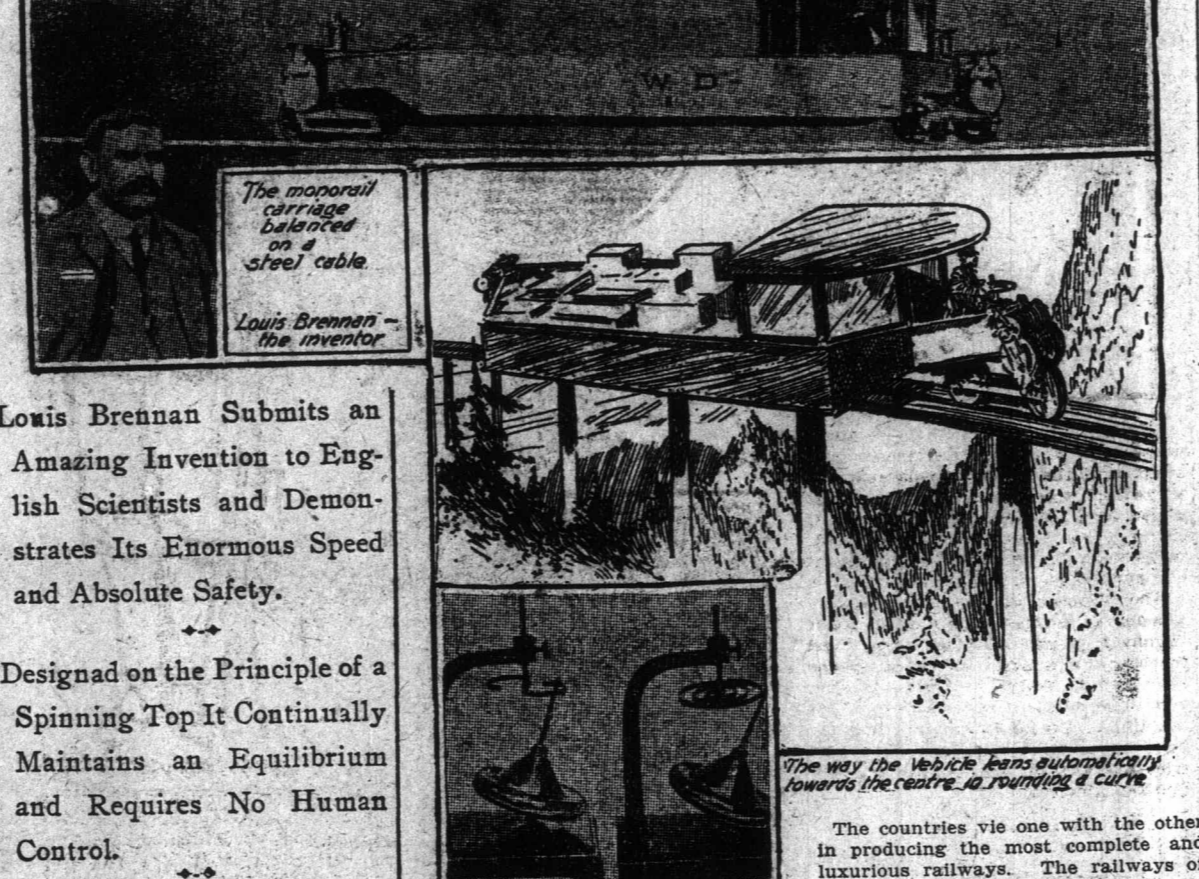 W D
The monorail
carriage
balanced
on a
steel cable.
Louis Brennan —
the inventor
Louis Brennan Submits an
Amazing Invention to Eng-
lish Scientists and Demon-
strates Its Enormous Speed
and Absolute Safety.
Designad on the Principle of a
Spinning Top It Continually
Maintains an Equilibrium
and Requires No Human
Control.
The way the Vehicle leans automatically
towards the centre in rounding a curve
The countries vie one with the other
in producing the most complete and
luxurious railways. The railways of